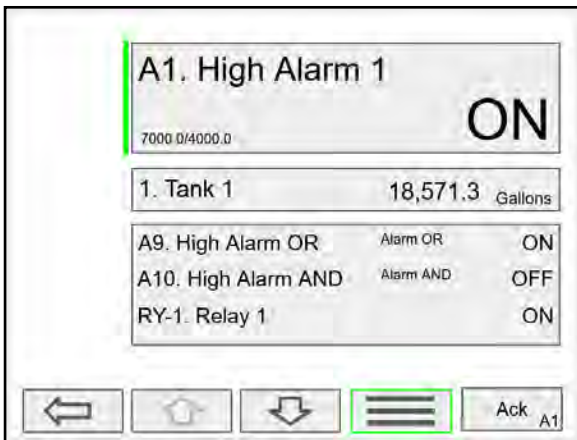 A1. High Alarm 1
ON
7000.0/4000.0
1. Tank 1 18,571.3 Gallons
A9. High Alarm OR Alarm OR ON
A10. High Alarm AND Alarm AND OFF
RY-1. Relay 1 ON
Ack A1